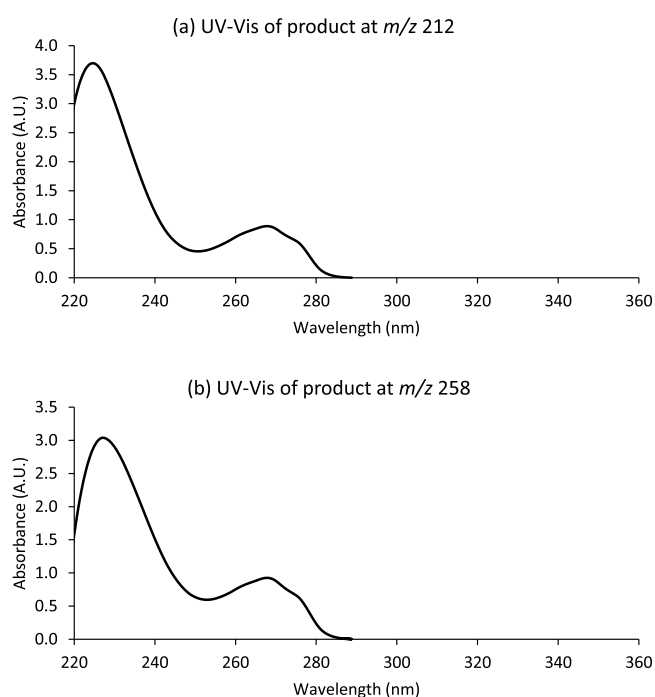 (a) UV-Vis of product at m/z 212
Absorbance (A.U.)
4.0
3.5
3.0
2.5
2.0
1.5
1.0
0.5
0.0
220 240 260 280 300 320 340 360
Wavelength (nm)
(b) UV-Vis of product at m/z 258
Absorbance (A.U.)
3.5
3.0
2.5
2.0
1.5
1.0
0.5
0.0
220 240 260 280 300 320 340 360
Wavelength (nm)